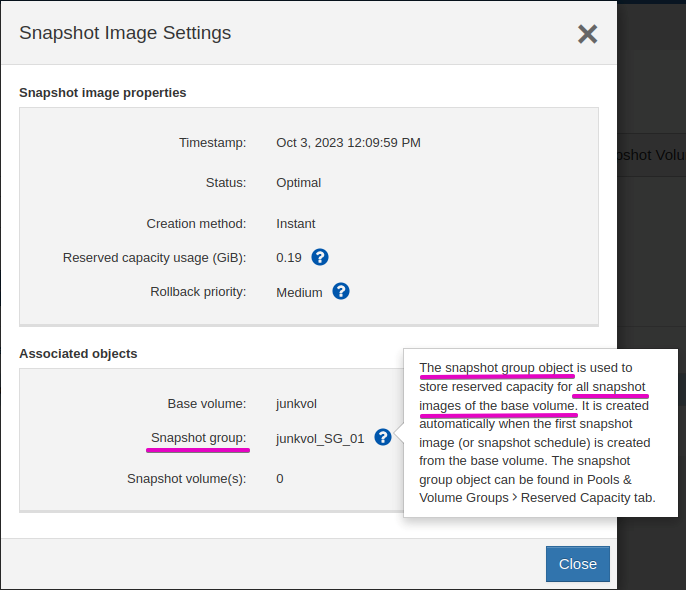 Snapshot Image Settings
Snapshot image properties
Timestamp: Oct 3, 2023 12:09:59 PM
Status: Optimal
Creation method: Instant
Reserved capacity usage (GiB): 0.19 ?
Rollback priority: Medium ?
Associated objects
Base volume: junkvol
Snapshot group: junkvol_SG_01 ?
Snapshot volume(s): 0
The snapshot group object is used to
store reserved capacity for all snapshot
images of the base volume. It is created
automatically when the first snapshot
image (or snapshot schedule) is created
from the base volume. The snapshot
group object can be found in Pools &
Volume Groups > Reserved Capacity tab.
Close